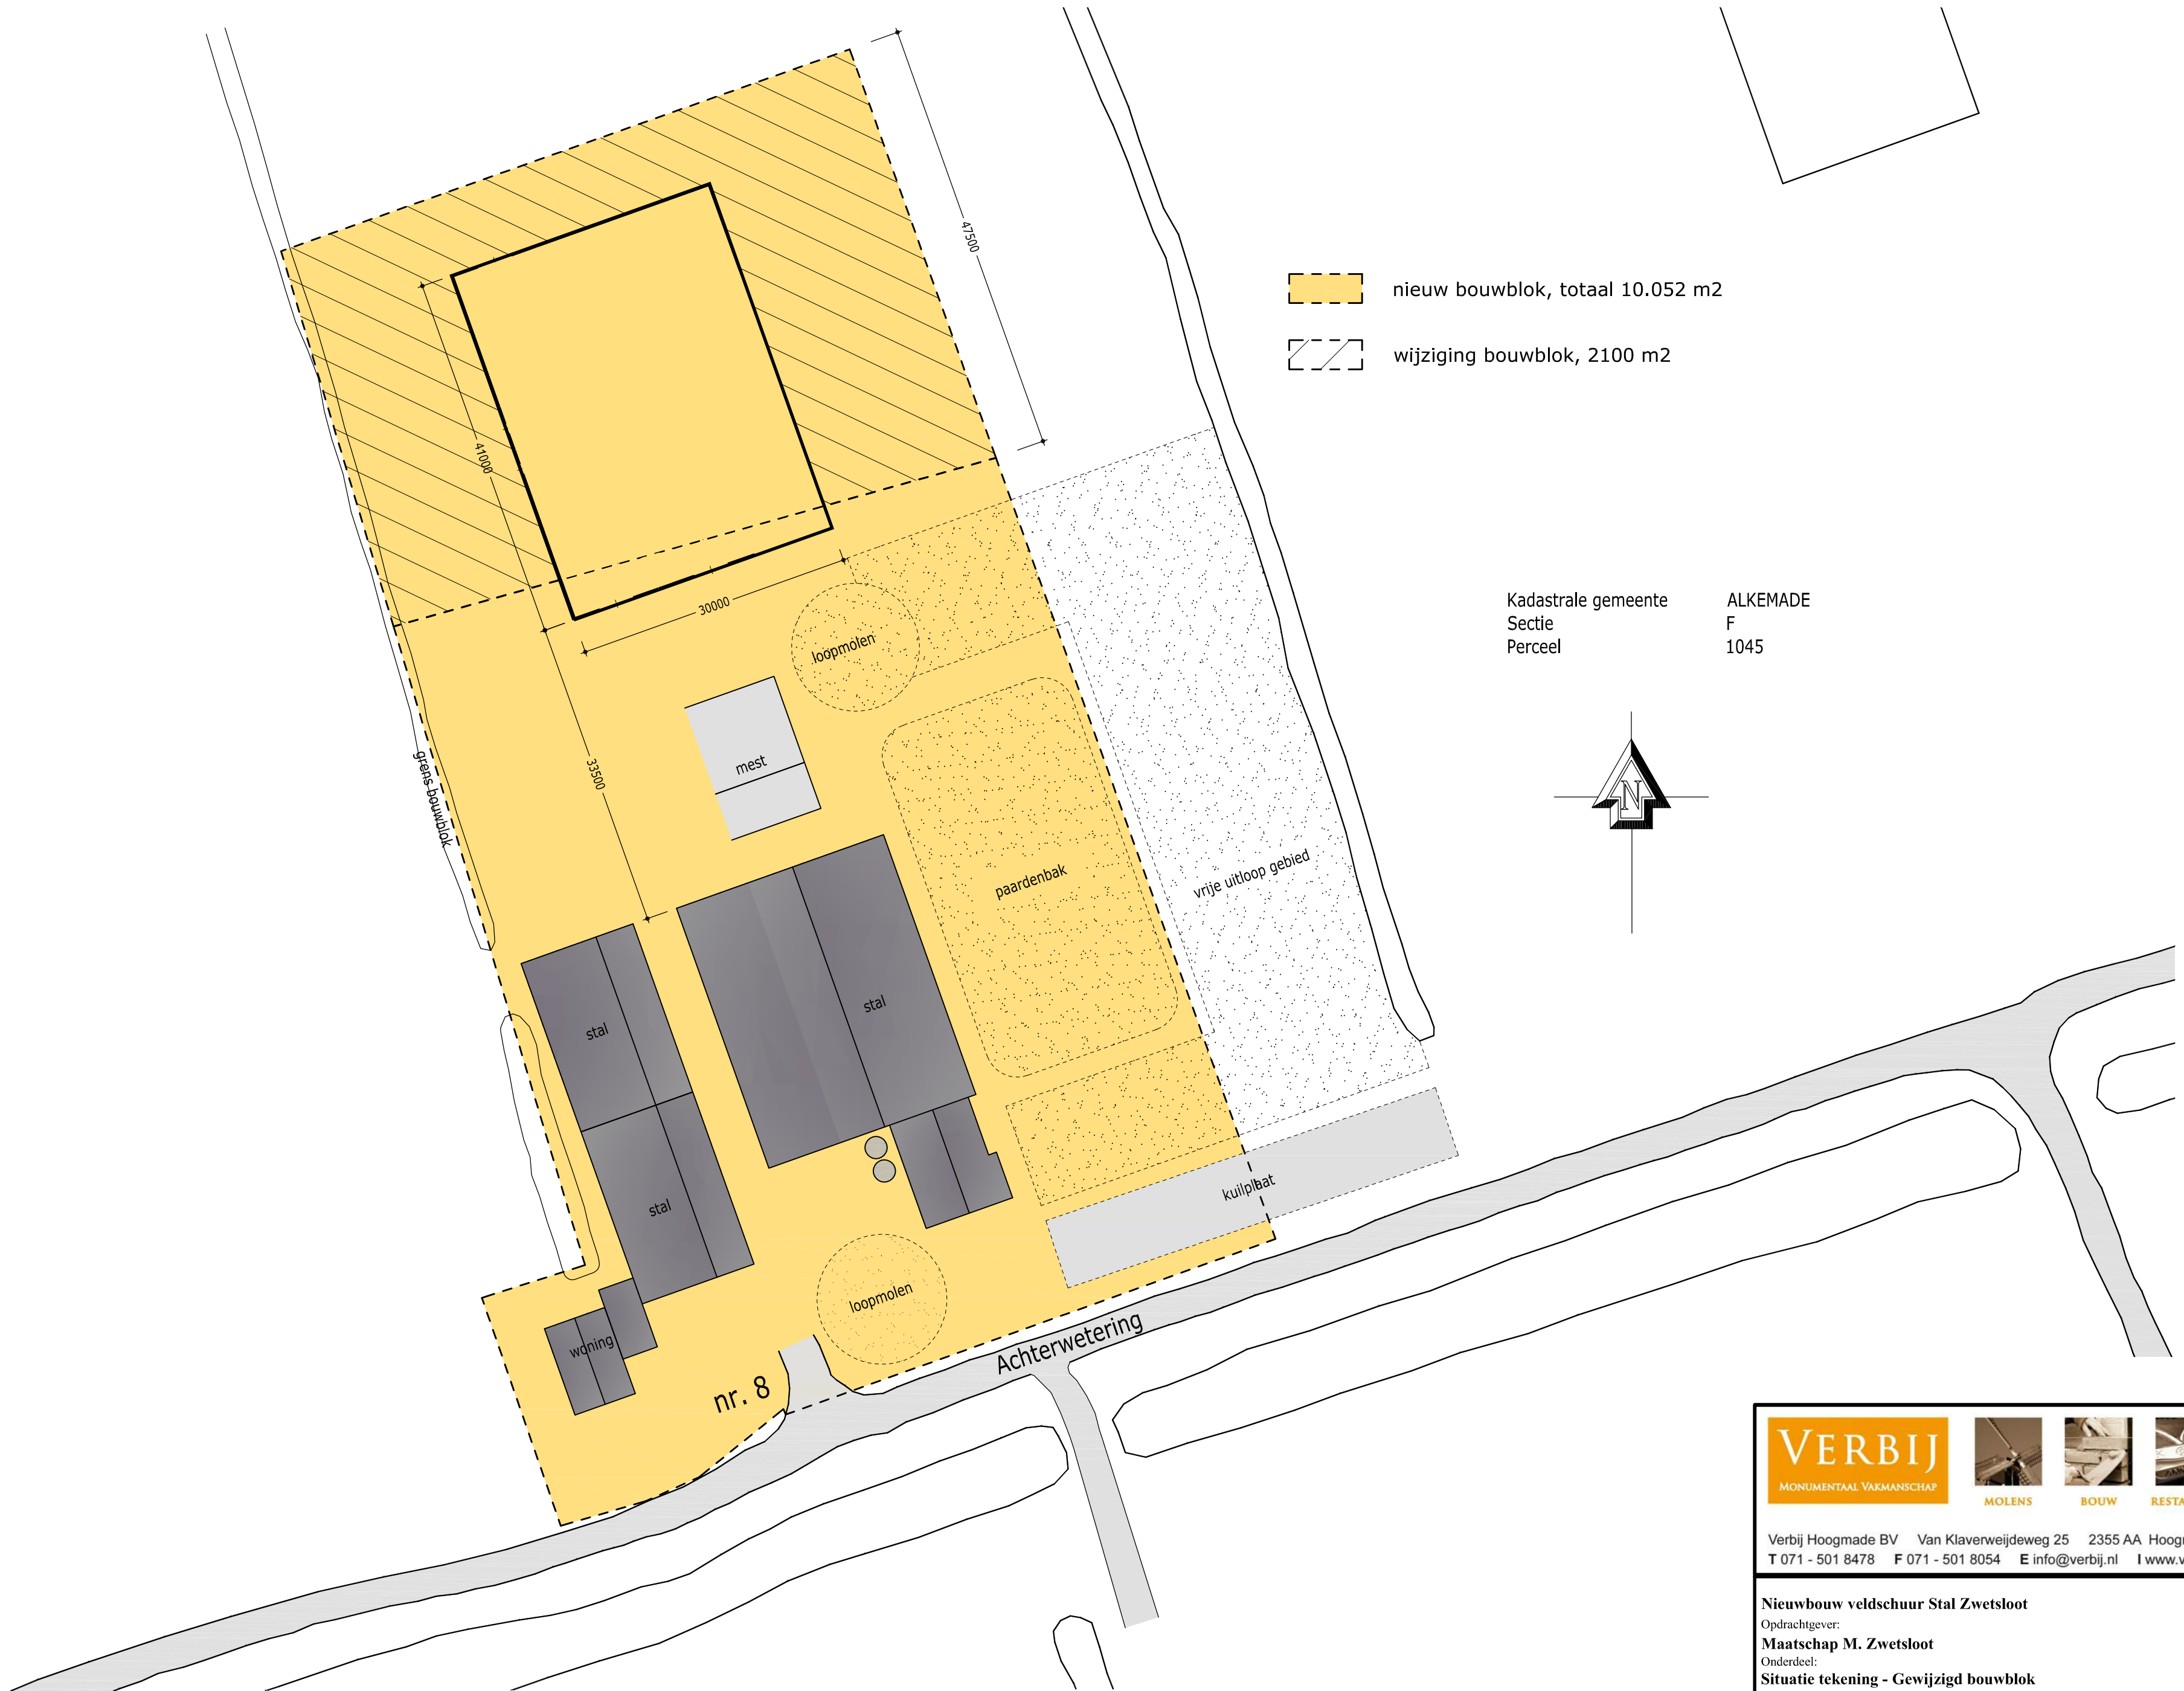 47500
nieuw bouwblok, totaal 10.052 m2
wijziging bouwblok, 2100 m2
41000
30000
Kadastrale gemeente ALKEMADE
Sectie F
Perceel 1045
loopmolen
mest
33500
grens bouwblok
N
paardenbak
vrije uitloop gebied
stal
stal
stal
kuilplaat
loopmolen
woning
nr. 8
Achterwetering
VERBIJ
MONUMENTAAL VAKMANSCHAP
MOLENS BOUW RESTA
Verbij Hoogmade BV Van Klaverweijdeweg 25 2355 AA Hoog
T 071 - 501 8478 F 071 - 501 8054 E info@verbij.nl I www.v
Nieuwbouw veldschuur Stal Zwetsloot
Opdrachtgever:
Maatschap M. Zwetsloot
Onderdeel:
Situatie tekening - Gewijzigd bouwblok